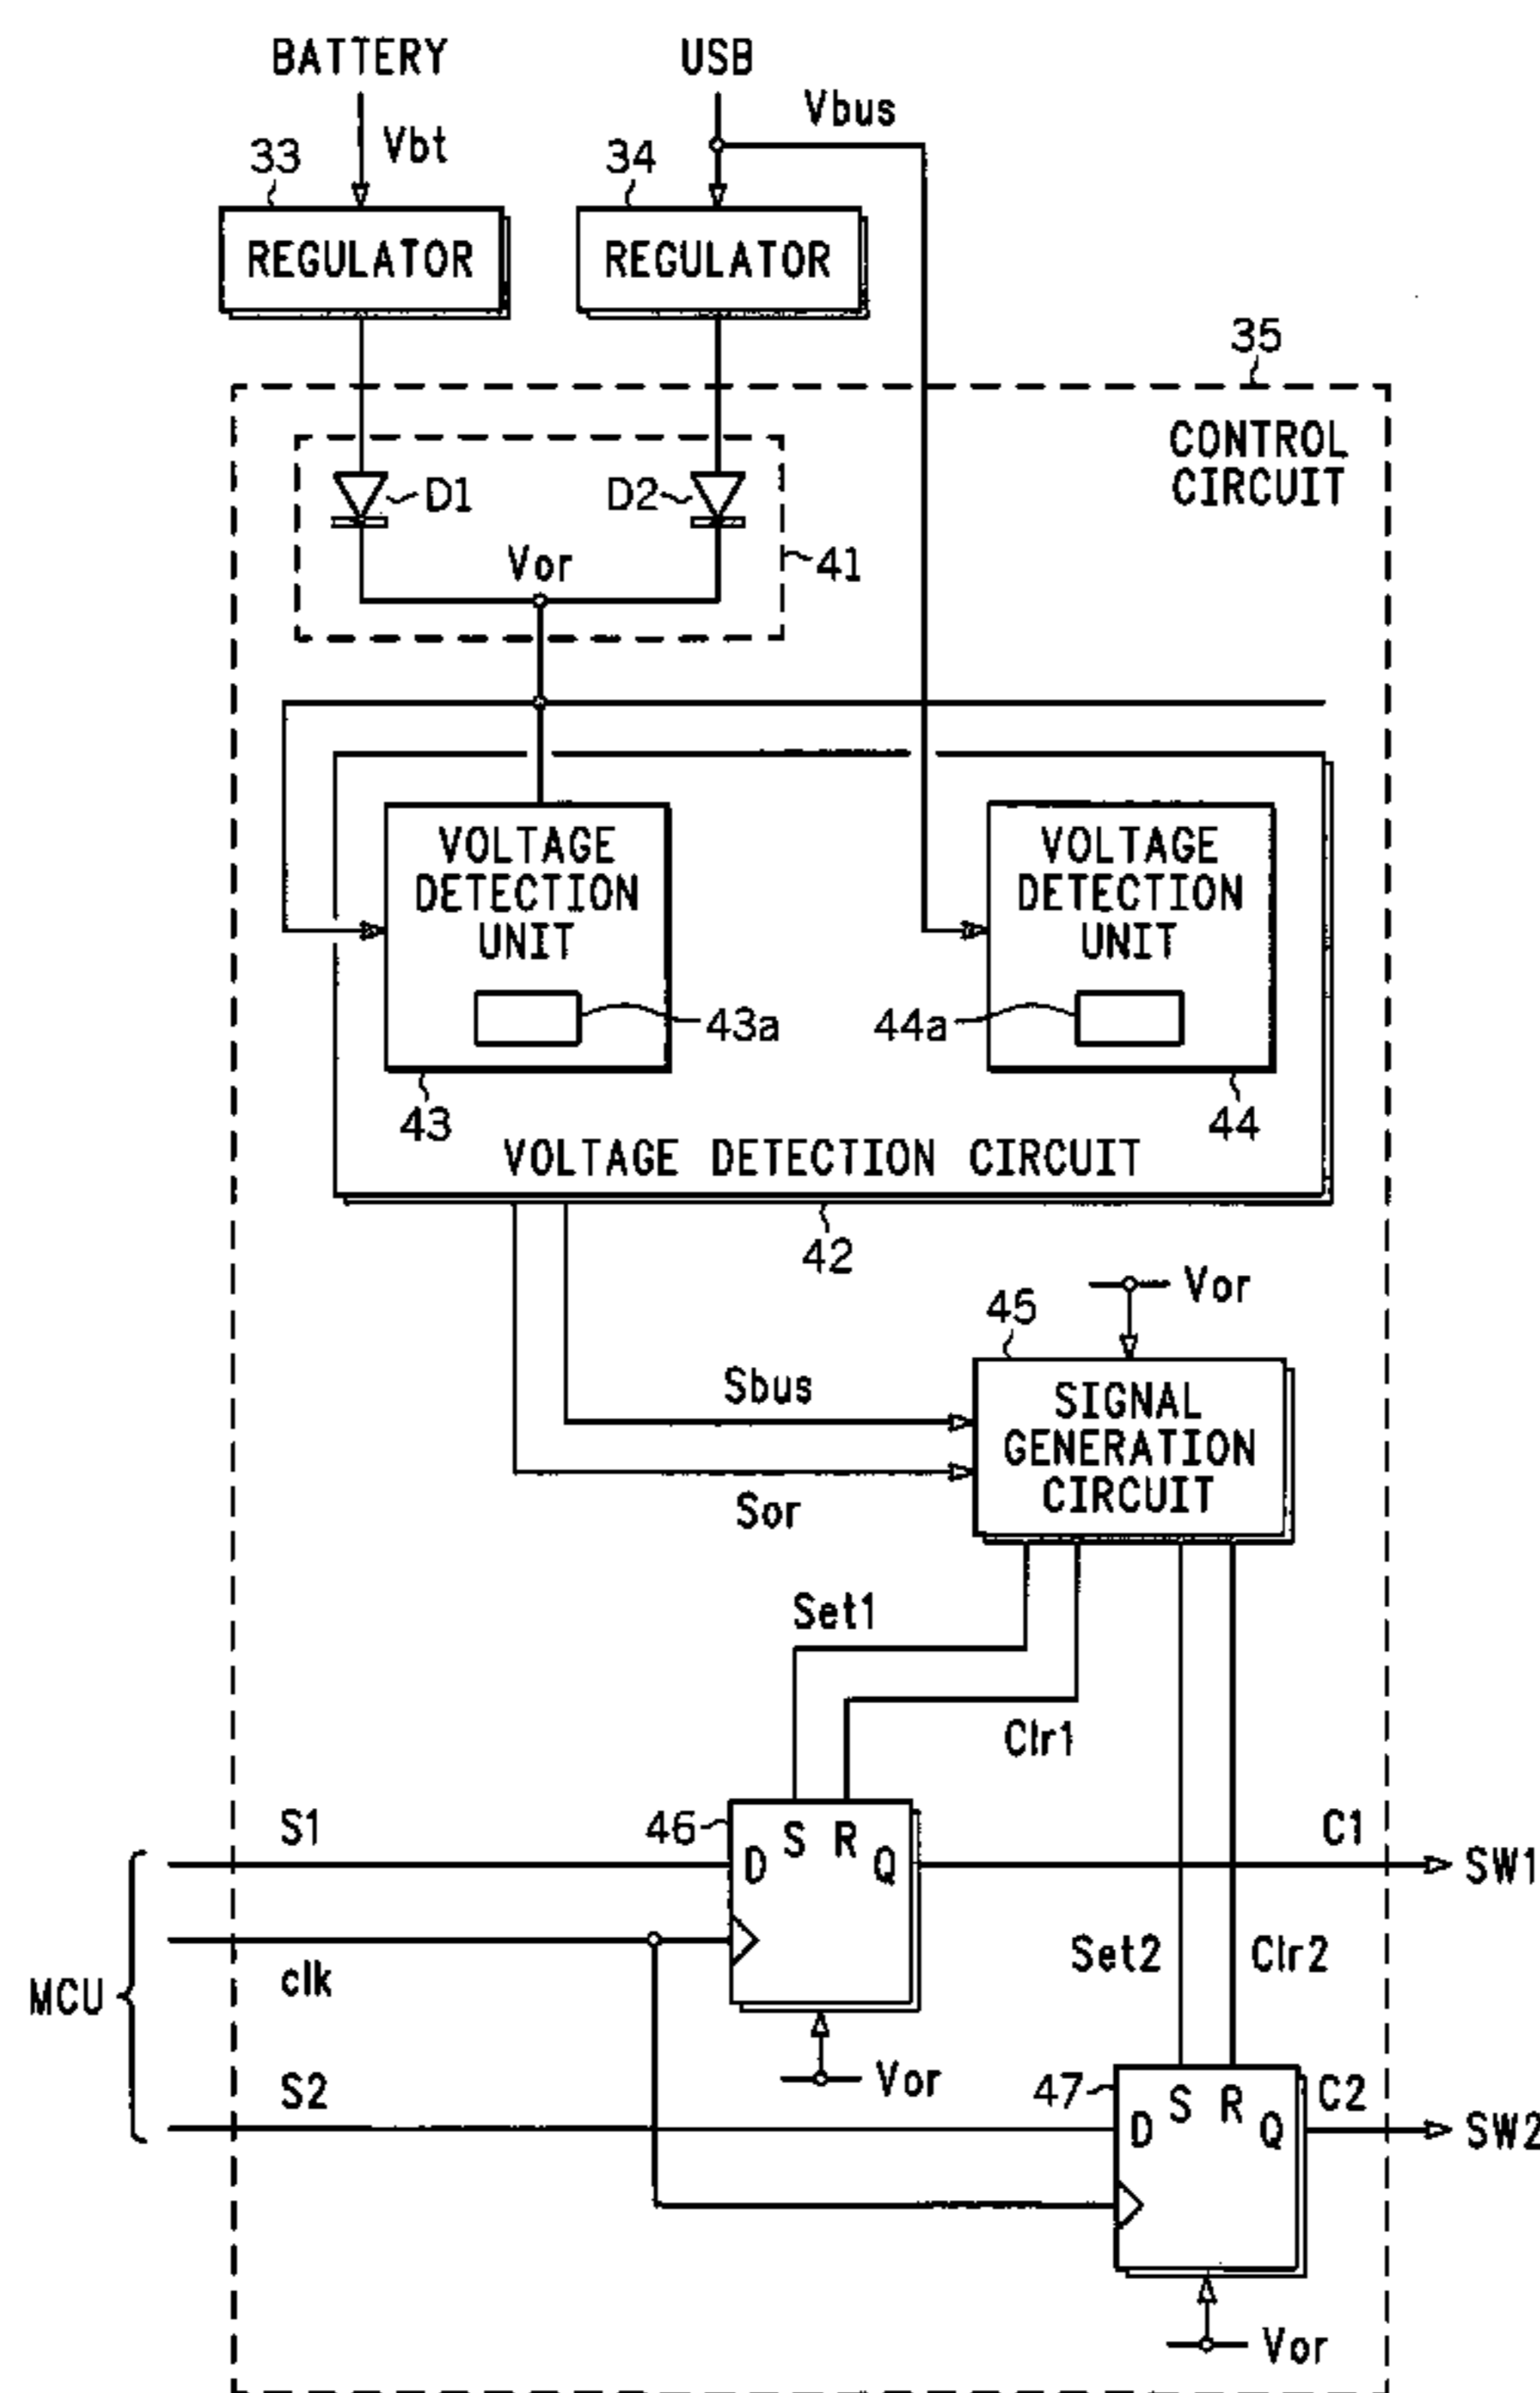 BATTERY
USB
Vbt
Vbus
33
34
REGULATOR
REGULATOR
35
CONTROL
CIRCUIT
D1
D2
Vor
41
VOLTAGE
DETECTION
UNIT
VOLTAGE
DETECTION
UNIT
43a
44a
43
44
VOLTAGE DETECTION CIRCUIT
42
Vor
45
Sbus
SIGNAL
GENERATION
CIRCUIT
Sor
Set1
Clr1
S1
46
S R
D
Q
C1
SW1
clk
MCU
Set2
Clr2
Vor
S2
47
S R
D
Q
C2
SW2
Vor